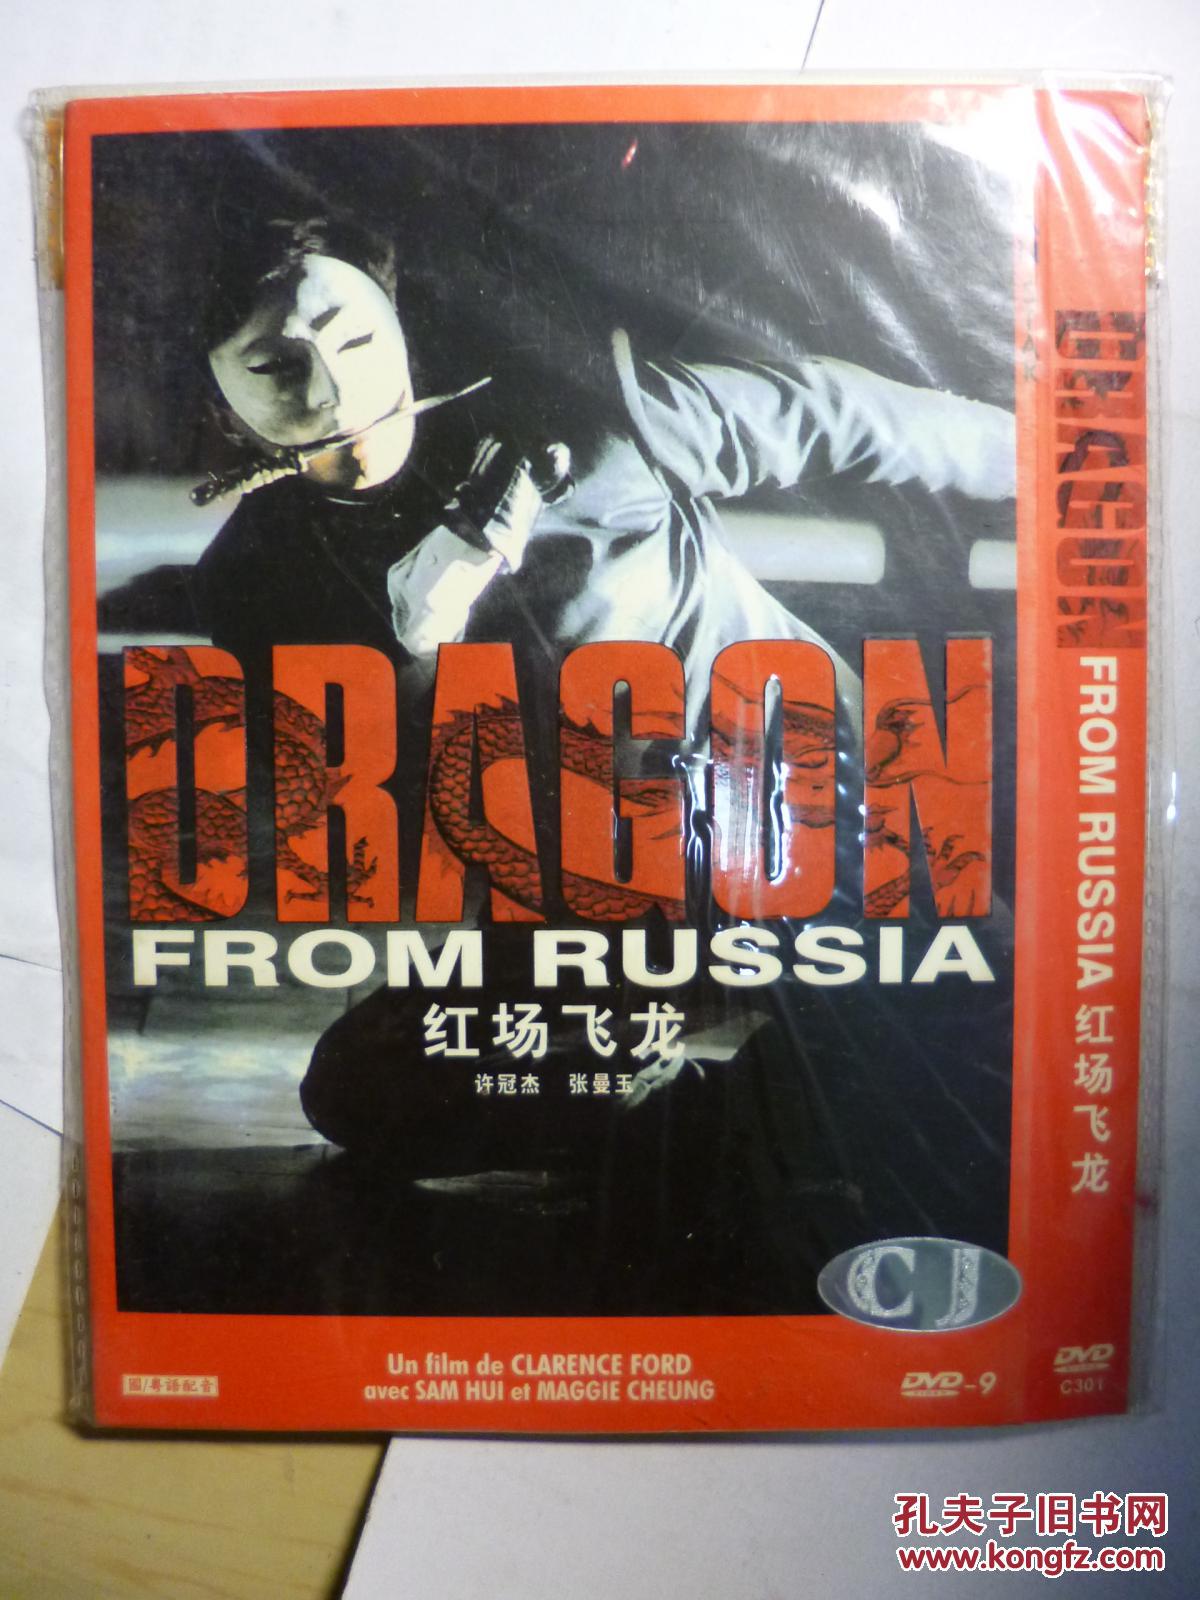 DRAGON
FROM RUSSIA
红场飞龙
许冠杰 张曼玉
CJ
Un film de CLARENCE FORD
avec SAM HUI et MAGGIE CHEUNG
國/粵語配音
DVD-9
VIDEO
DRAGON FROM RUSSIA 红场飞龙
DVD
VIDEO
C301
孔夫子旧书网
www.kongfz.com